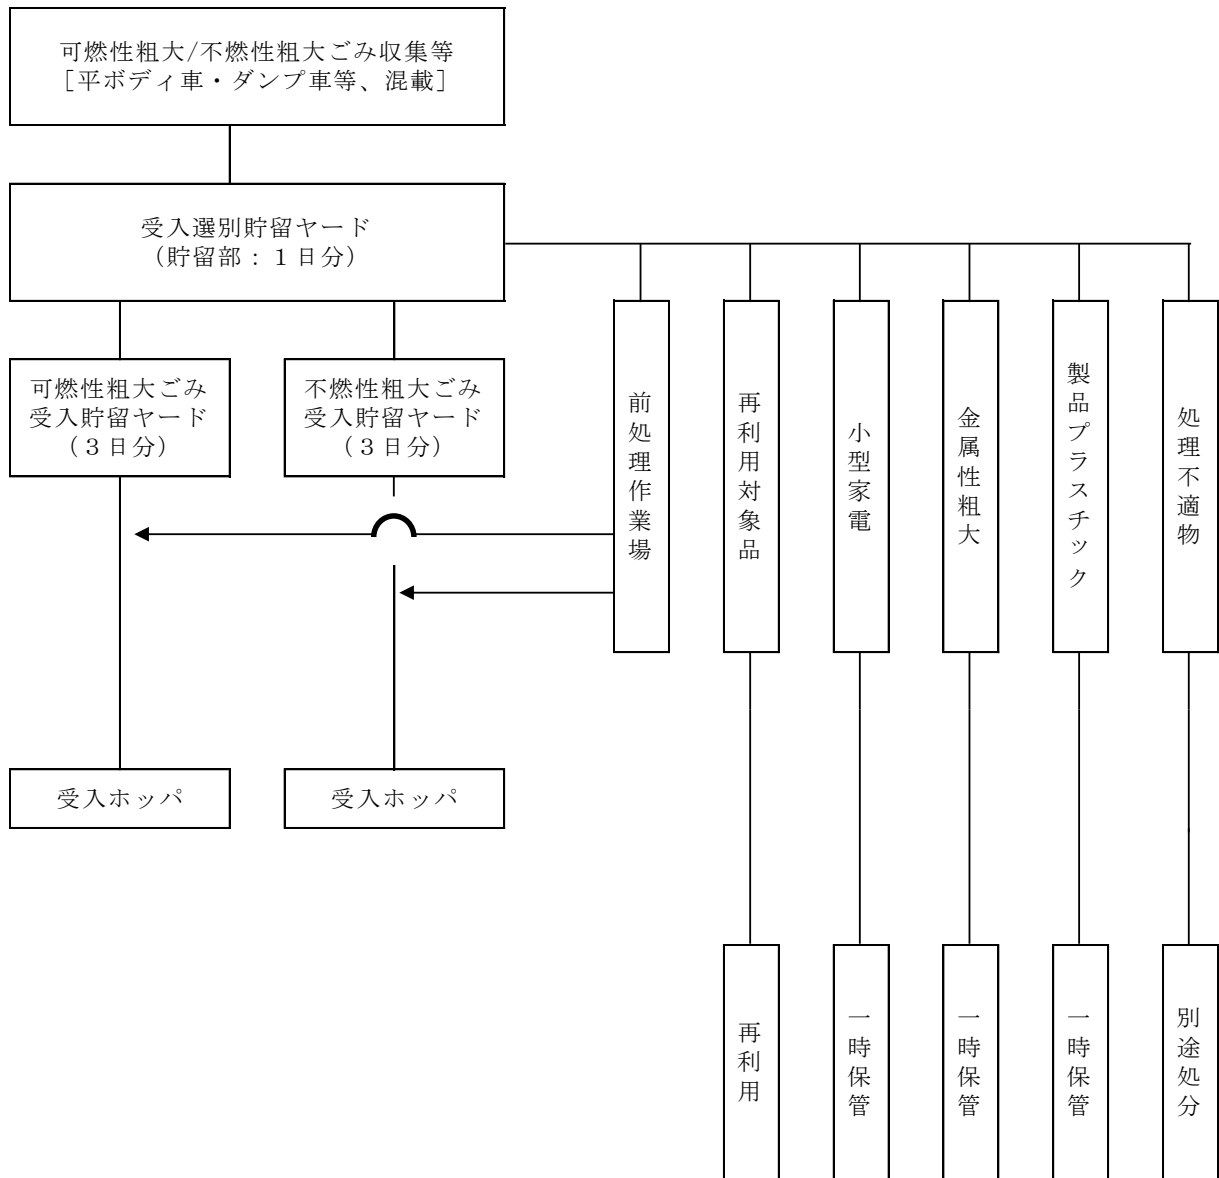 可燃性粗大/不燃性粗大ごみ収集等
［平ボディ車・ダンプ車等、混載］
受入選別貯留ヤード
（貯留部：１日分）
可燃性粗大ごみ
受入貯留ヤード
（３日分）
不燃性粗大ごみ
受入貯留ヤード
（３日分）
前処理作業場
再利用対象品
小型家電
金属性粗大
製品プラスチック
処理不適物
受入ホッパ
受入ホッパ
再利用
一時保管
一時保管
一時保管
別途処分